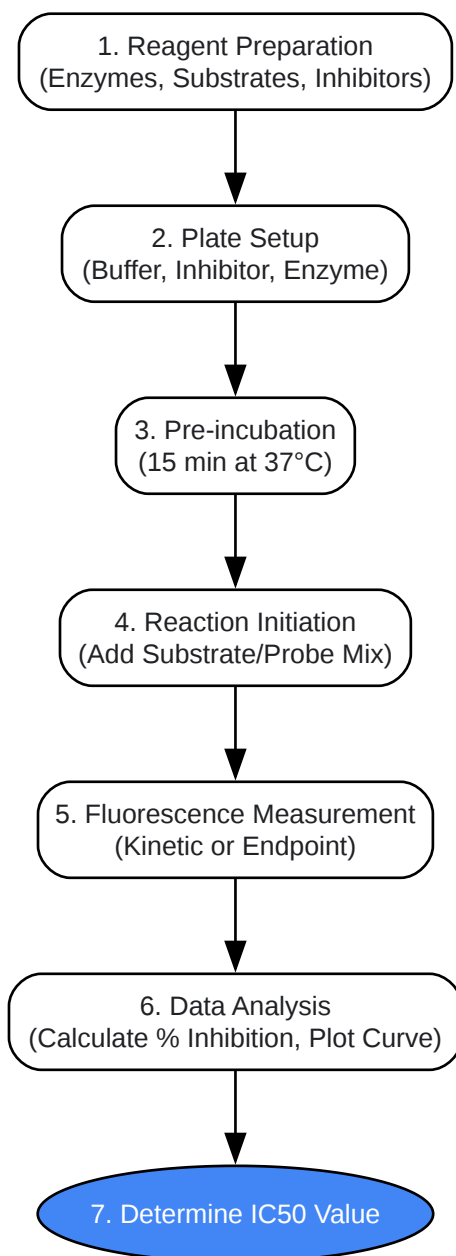 1. Reagent Preparation
(Enzymes, Substrates, Inhibitors)
2. Plate Setup
(Buffer, Inhibitor, Enzyme)
3. Pre-incubation
(15 min at 37°C)
4. Reaction Initiation
(Add Substrate/Probe Mix)
5. Fluorescence Measurement
(Kinetic or Endpoint)
6. Data Analysis
(Calculate % Inhibition, Plot Curve)
7. Determine IC50 Value